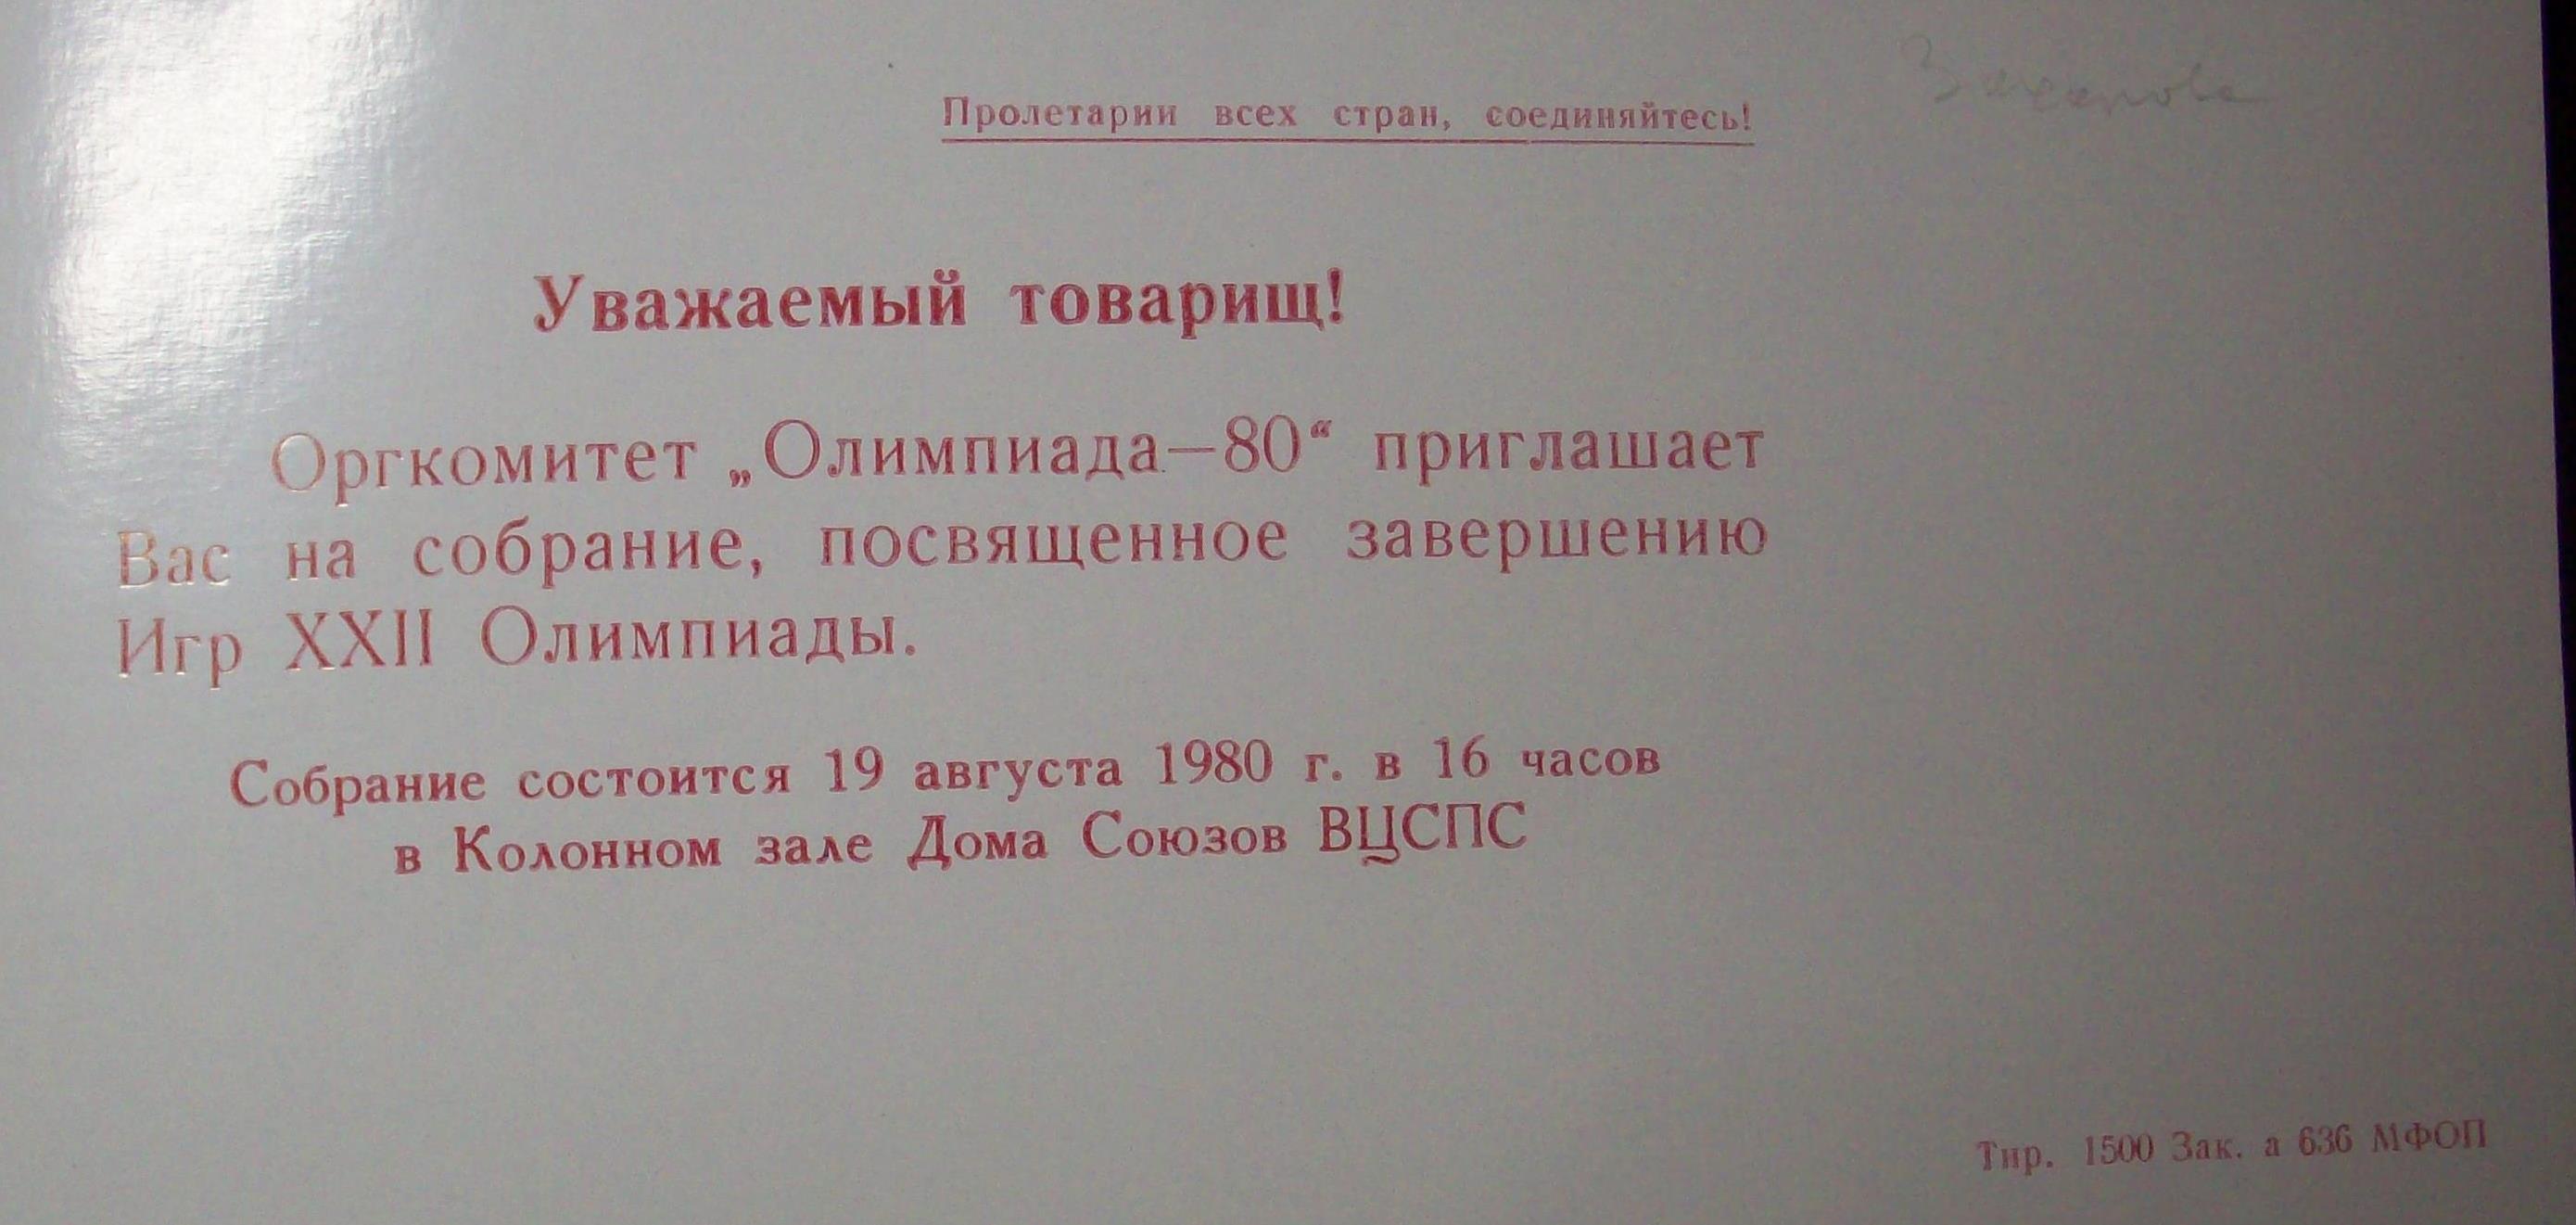 Пролетарии всех стран, соединяйтесь!
Уважаемый товарищ!
Оргкомитет „Олимпиада—80“ приглашает
Вас на собрание, посвященное завершению
Игр XXII Олимпиады.
Собрание состоится 19 августа 1980 г. в 16 часов
в Колонном зале Дома Союзов ВЦСПС
Тир. 1500 Зак. а 636 МФОП